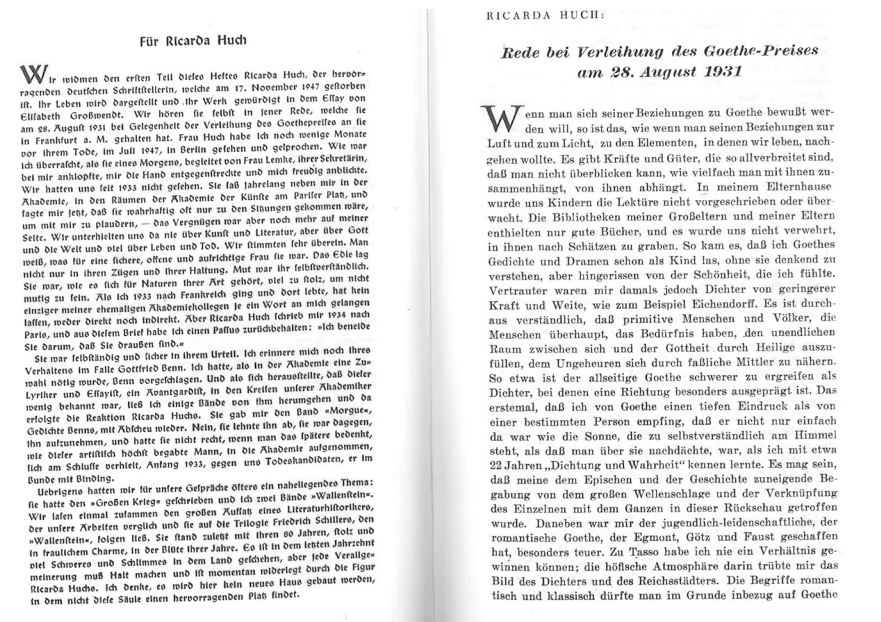 Für Ricarda Huch
Wir widmen den ersten Teil dieses Heftes Ricarda Huch, der hervor-
ragenden deutschen Schriftstellerin, welche am 17. November 1947 gestorben
ist. Ihr Leben wird dargestellt und ihr Werk gewürdigt in dem Essay von
Elisabeth Großwendt. Wir hören sie selbst in jener Rede, welche sie
am 28. August 1931 bei Gelegenheit der Verleihung des Goethepreises an sie
in Frankfurt a. M. gehalten hat. Frau Huch habe ich noch wenige Monate
vor ihrem Tode, im Juli 1947, in Berlin gesehen und gesprochen. Wie war
ich überrascht, als sie eines Morgens, begleitet von Frau Lemke, ihrer Sekretärin,
bei mir anklopfte, mir die Hand entgegenstreckte und mich freudig anblickte.
Wir hatten uns seit 1933 nicht gesehen. Sie saß jahrelang neben mir in der
Akademie, in den Räumen der Akademie der Künste am Pariser Platz, und
sagte mir jetzt, daß sie wahrhaftig oft nur zu den Sitzungen gekommen wäre,
um mit mir zu plaudern, — das Vergnügen war aber noch mehr auf meiner
Seite. Wir unterhielten uns da nie über Kunst und Literatur, aber über Gott
und die Welt und viel über Leben und Tod. Wir stimmten sehr überein. Man
weiß, was für eine sichere, offene und aufrichtige Frau sie war. Das Edle lag
nicht nur in ihren Zügen und ihrer Haltung. Mut war ihr selbstverständlich.
Sie war, wie es sich für Naturen ihrer Art gehört, viel zu stolz, um nicht
mutig zu sein. Als ich 1933 nach Frankreich ging und dort lebte, hat kein
einziger meiner ehemaligen Akademiekollegen je ein Wort an mich gelangen
lassen, weder direkt noch indirekt. Aber Ricarda Huch schrieb mir 1934 nach
Paris, und aus diesem Brief habe ich einen Passus zurückbehalten: »Ich beneide
Sie darum, daß Sie draußen sind.«
Sie war selbständig und sicher in ihrem Urteil. Ich erinnere mich noch ihres
Verhaltens im Falle Gottfried Benn. Ich hatte, als in der Akademie eine Zu-
wahl nötig wurde, Benn vorgeschlagen. Und als sich herausstellte, daß dieser
Lyriker und Essayist, ein Avantgardist, in den Kreisen unserer Akademiker
wenig bekannt war, ließ ich einige Bände von ihm herumgehen und da
erfolgte die Reaktion Ricarda Huchs. Sie gab mir den Band »Morgue«,
Gedichte Benns, mit Abscheu wieder. Nein, sie lehnte ihn ab, sie war dagegen,
ihn aufzunehmen, und hatte sie nicht recht, wenn man das spätere bedenkt,
wie dieser artistisch höchst begabte Mann, in die Akademie aufgenommen,
sich am Schlusse verhielt, Anfang 1933, gegen uns Todeskandidaten, er im
Bunde mit Binding.
Uebrigens hatten wir für unsere Gespräche öfters ein naheliegendes Thema:
sie hatte den »Großen Krieg« geschrieben und ich zwei Bände »Wallenstein«.
Wir lasen einmal zusammen den großen Aufsatz eines Literaturhistorikers,
der unsere Arbeiten verglich und sie auf die Trilogie Friedrich Schillers, den
»Wallenstein«, folgen ließ. Sie stand zuletzt mit ihren 80 Jahren, stolz und
in fraulichem Charme, in der Blüte ihrer Jahre. Es ist in dem letzten Jahrzehnt
viel Schweres und Schlimmes in dem Land geschehen, aber jede Verallge-
meinerung muß Halt machen und ist momentan widerlegt durch die Figur
Ricarda Huchs. Ich denke, es wird hier kein neues Haus gebaut werden,
in dem nicht diese Säule einen hervorragenden Platz findet.
RICARDA HUCH:
Rede bei Verleihung des Goethe-Preises
am 28. August 1931
Wenn man sich seiner Beziehungen zu Goethe bewußt wer-
den will, so ist das, wie wenn man seinen Beziehungen zur
Luft und zum Licht, zu den Elementen, in denen wir leben, nach-
gehen wollte. Es gibt Kräfte und Güter, die so allverbreitet sind,
daß man nicht überblicken kann, wie vielfach man mit ihnen zu-
sammenhängt, von ihnen abhängt. In meinem Elternhause
wurde uns Kindern die Lektüre nicht vorgeschrieben oder über-
wacht. Die Bibliotheken meiner Großeltern und meiner Eltern
enthielten nur gute Bücher, und es wurde uns nicht verwehrt,
in ihnen nach Schätzen zu graben. So kam es, daß ich Goethes
Gedichte und Dramen schon als Kind las, ohne sie denkend zu
verstehen, aber hingerissen von der Schönheit, die ich fühlte.
Vertrauter waren mir damals jedoch Dichter von geringerer
Kraft und Weite, wie zum Beispiel Eichendorff. Es ist durch-
aus verständlich, daß primitive Menschen und Völker, die
Menschen überhaupt, das Bedürfnis haben, den unendlichen
Raum zwischen sich und der Gottheit durch Heilige auszu-
füllen, dem Ungeheuren sich durch faßliche Mittler zu nähern.
So etwa ist der allseitige Goethe schwerer zu ergreifen als
Dichter, bei denen eine Richtung besonders ausgeprägt ist. Das
erstemal, daß ich von Goethe einen tiefen Eindruck als von
einer bestimmten Person empfing, daß er nicht nur einfach
da war wie die Sonne, die zu selbstverständlich am Himmel
steht, als daß man über sie nachdächte, war, als ich mit etwa
22 Jahren „Dichtung und Wahrheit“ kennen lernte. Es mag sein,
daß meine dem Epischen und der Geschichte zuneigende Be-
gabung von dem großen Wellenschlage und der Verknüpfung
des Einzelnen mit dem Ganzen in dieser Rückschau getroffen
wurde. Daneben war mir der jugendlich-leidenschaftliche, der
romantische Goethe, der Egmont, Götz und Faust geschaffen
hat, besonders teuer. Zu Tasso habe ich nie ein Verhältnis ge-
winnen können; die höfische Atmosphäre darin trübte mir das
Bild des Dichters und des Reichsstädters. Die Begriffe roman-
tisch und klassisch dürfte man im Grunde inbezug auf Goethe